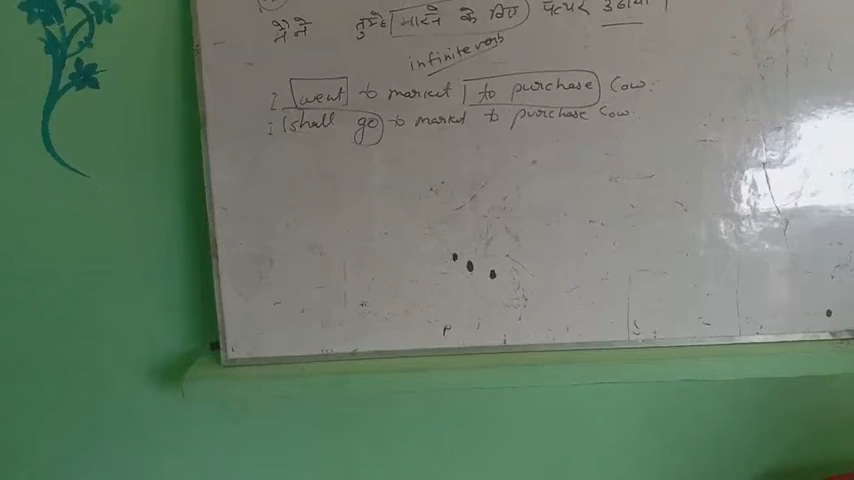 मैंने तुम्हे मारने के लिए पत्थर उठाया |
infinite verb
I went to market to purchase Cow.
I shall go to market to purchase Cow.